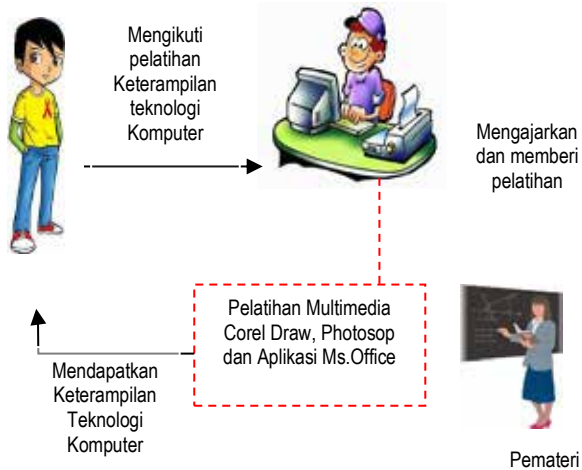 Mengikuti
pelatihan
Keterampilan
teknologi
Komputer
Mengajarkan
dan memberi
pelatihan
Pelatihan Multimedia
Corel Draw, Photosop
dan Aplikasi Ms.Office
Mendapatkan
Keterampilan
Teknologi
Komputer
Pemateri